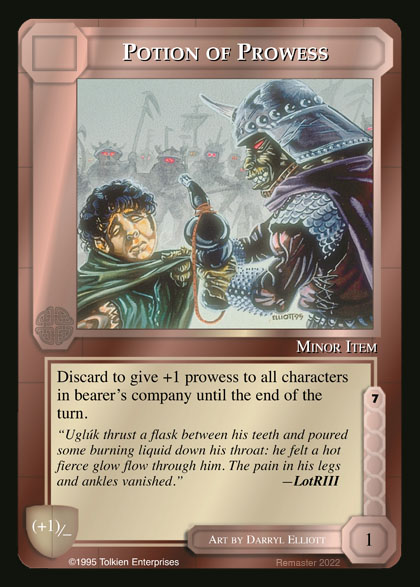 Potion of Prowess
ELLIOTT94
Minor Item
Discard to give +1 prowess to all characters
in bearer's company until the end of the
turn.
7
“Uglúk thrust a flask between his teeth and poured
some burning liquid down his throat: he felt a hot
fierce glow flow through him. The pain in his legs
and ankles vanished.” —LotRIII
(+1)/–
Art by Darryl Elliott
1
©1995 Tolkien Enterprises
Remaster 2022